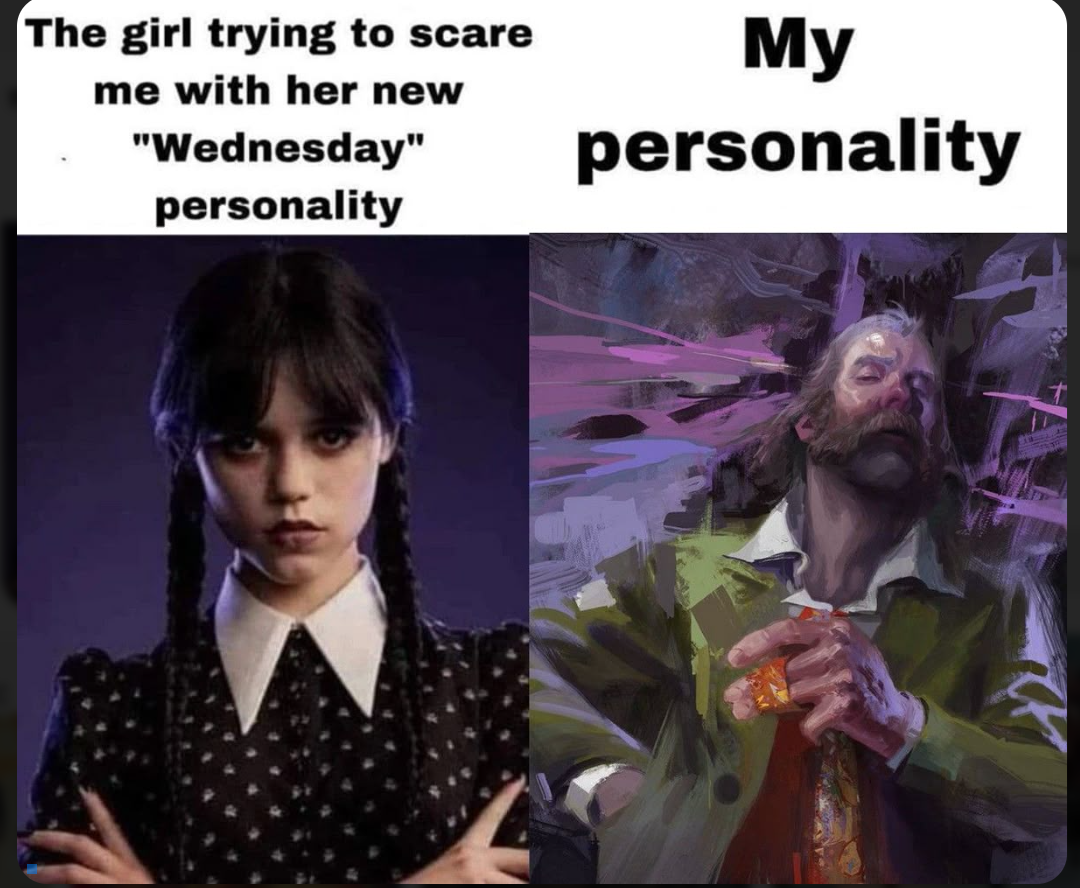 The girl trying to scare
me with her new
"Wednesday"
personality
My
personality